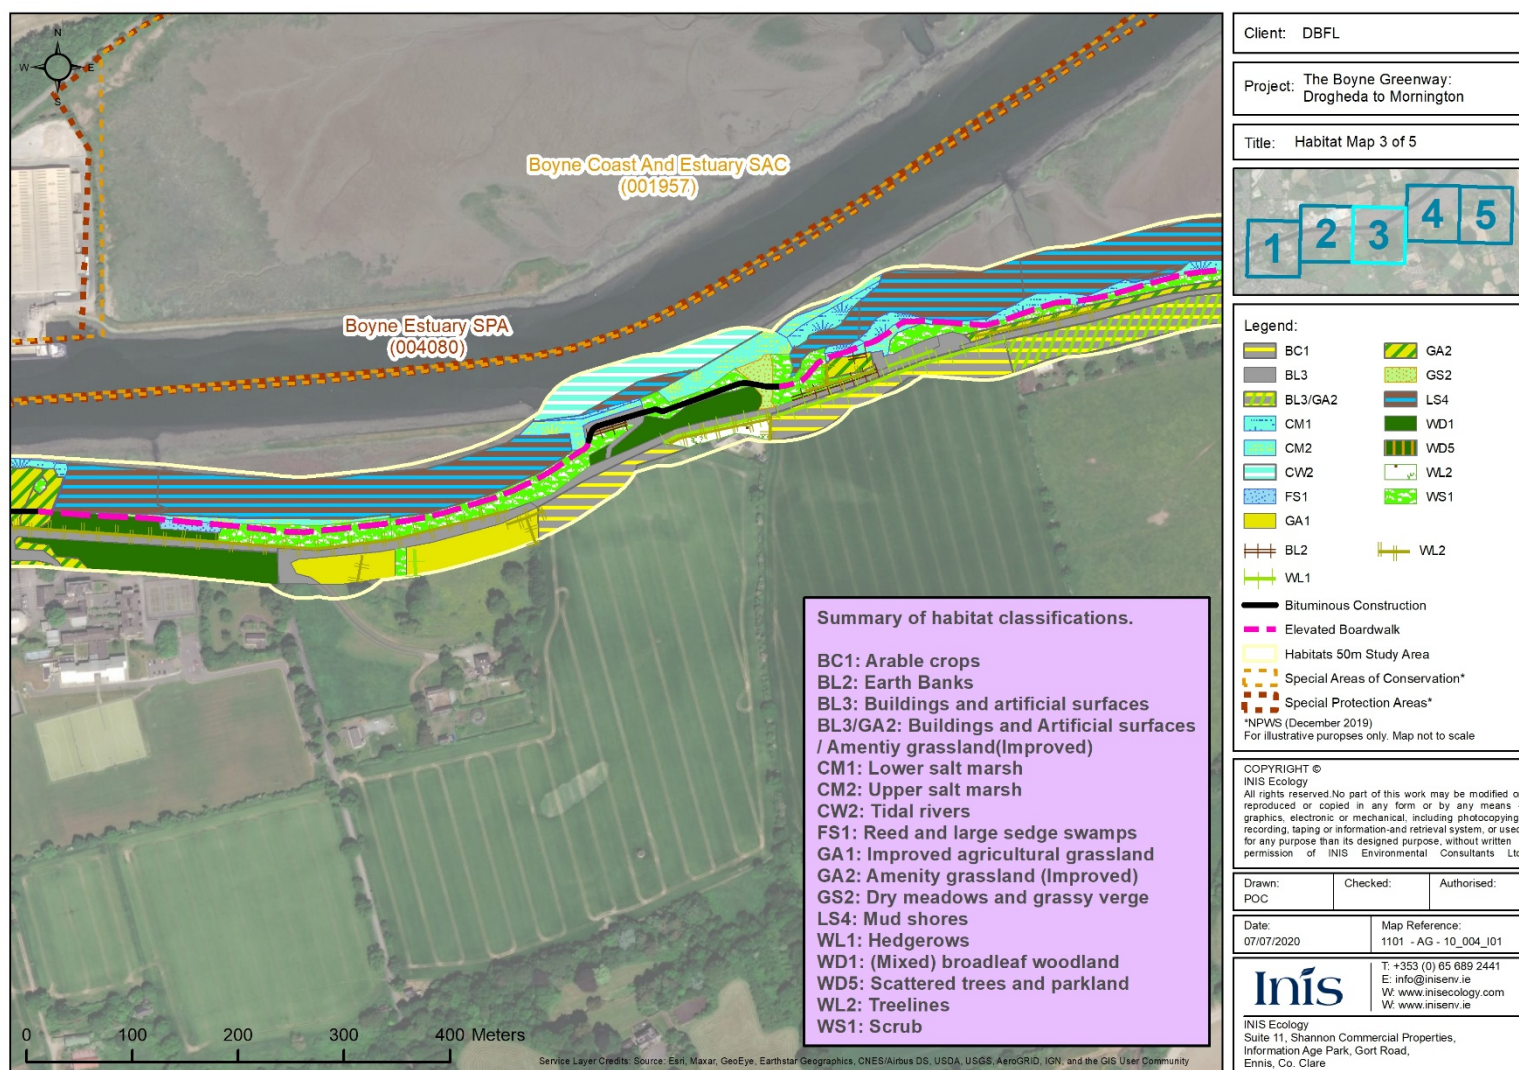 N
W
E
S
Boyne Coast And Estuary SAC
(001957)
Boyne Estuary SPA
(004080)
Summary of habitat classifications.
BC1: Arable crops
BL2: Earth Banks
BL3: Buildings and artificial surfaces
BL3/GA2: Buildings and Artificial surfaces
/ Amentiy grassland(Improved)
CM1: Lower salt marsh
CM2: Upper salt marsh
CW2: Tidal rivers
FS1: Reed and large sedge swamps
GA1: Improved agricultural grassland
GA2: Amenity grassland (Improved)
GS2: Dry meadows and grassy verge
LS4: Mud shores
WL1: Hedgerows
WD1: (Mixed) broadleaf woodland
WD5: Scattered trees and parkland
WL2: Treelines
WS1: Scrub
0 100 200 300 400 Meters
Service Layer Credits: Source: Esri, Maxar, GeoEye, Earthstar Geographics, CNES/Airbus DS, USDA, USGS, AeroGRID, IGN, and the GIS User Community
Client: DBFL
Project: The Boyne Greenway:
Drogheda to Mornington
Title: Habitat Map 3 of 5
1
2
3
4
5
Legend:
BC1 GA2
BL3 GS2
BL3/GA2 LS4
CM1 WD1
CM2 WD5
CW2 WL2
FS1 WS1
GA1
BL2 WL2
WL1
Bituminous Construction
Elevated Boardwalk
Habitats 50m Study Area
Special Areas of Conservation*
Special Protection Areas*
*NPWS (December 2019)
For illustrative puropses only. Map not to scale
COPYRIGHT ©
INIS Ecology
All rights reserved.No part of this work may be modified or
reproduced or copied in any form or by any means -
graphics, electronic or mechanical, including photocopying,
recording, taping or information-and retrieval system, or used
for any purpose than its designed purpose, without written
permission of INIS Environmental Consultants Ltd
Drawn: Checked: Authorised:
POC
Date: Map Reference:
07/07/2020 1101 - AG - 10_004_I01
Inis
T: +353 (0) 65 689 2441
E: info@inisenv.ie
W: www.inisecology.com
W: www.inisenv.ie
INIS Ecology
Suite 11, Shannon Commercial Properties,
Information Age Park, Gort Road,
Ennis, Co. Clare